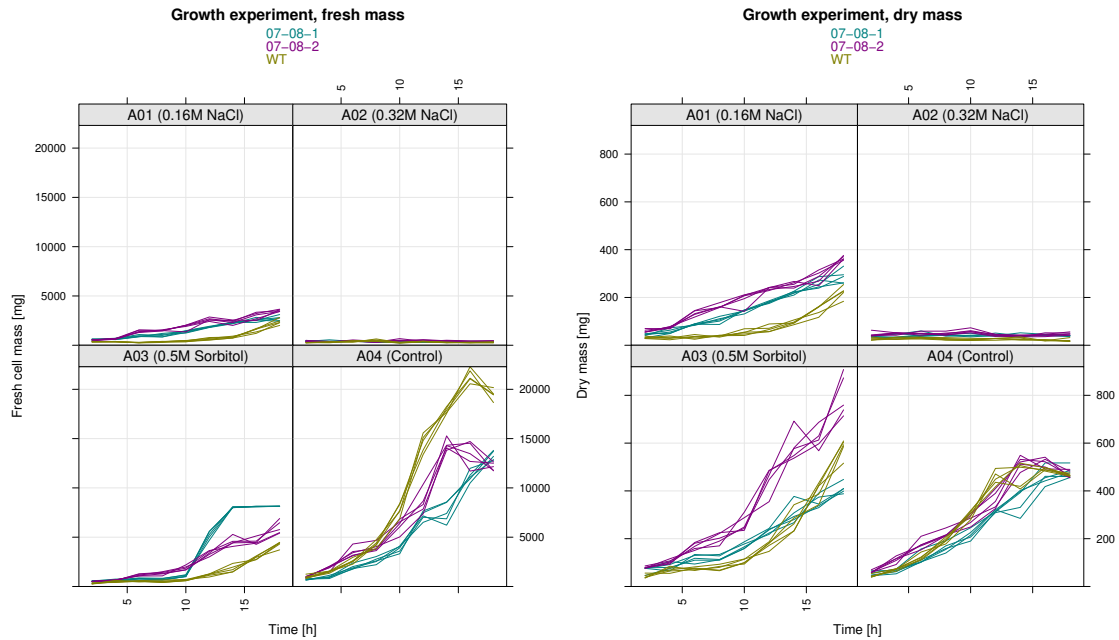 Growth experiment, fresh mass
07−08−1
07−08−2
WT
5
10
15
A01 (0.16M NaCl)
A02 (0.32M NaCl)
20000
15000
10000
5000
A03 (0.5M Sorbitol)
A04 (Control)
20000
15000
10000
5000
5
10
15
Fresh cell mass [mg]
Time [h]
Growth experiment, dry mass
07−08−1
07−08−2
WT
5
10
15
A01 (0.16M NaCl)
A02 (0.32M NaCl)
800
600
400
200
A03 (0.5M Sorbitol)
A04 (Control)
800
600
400
200
5
10
15
Dry mass [mg]
Time [h]